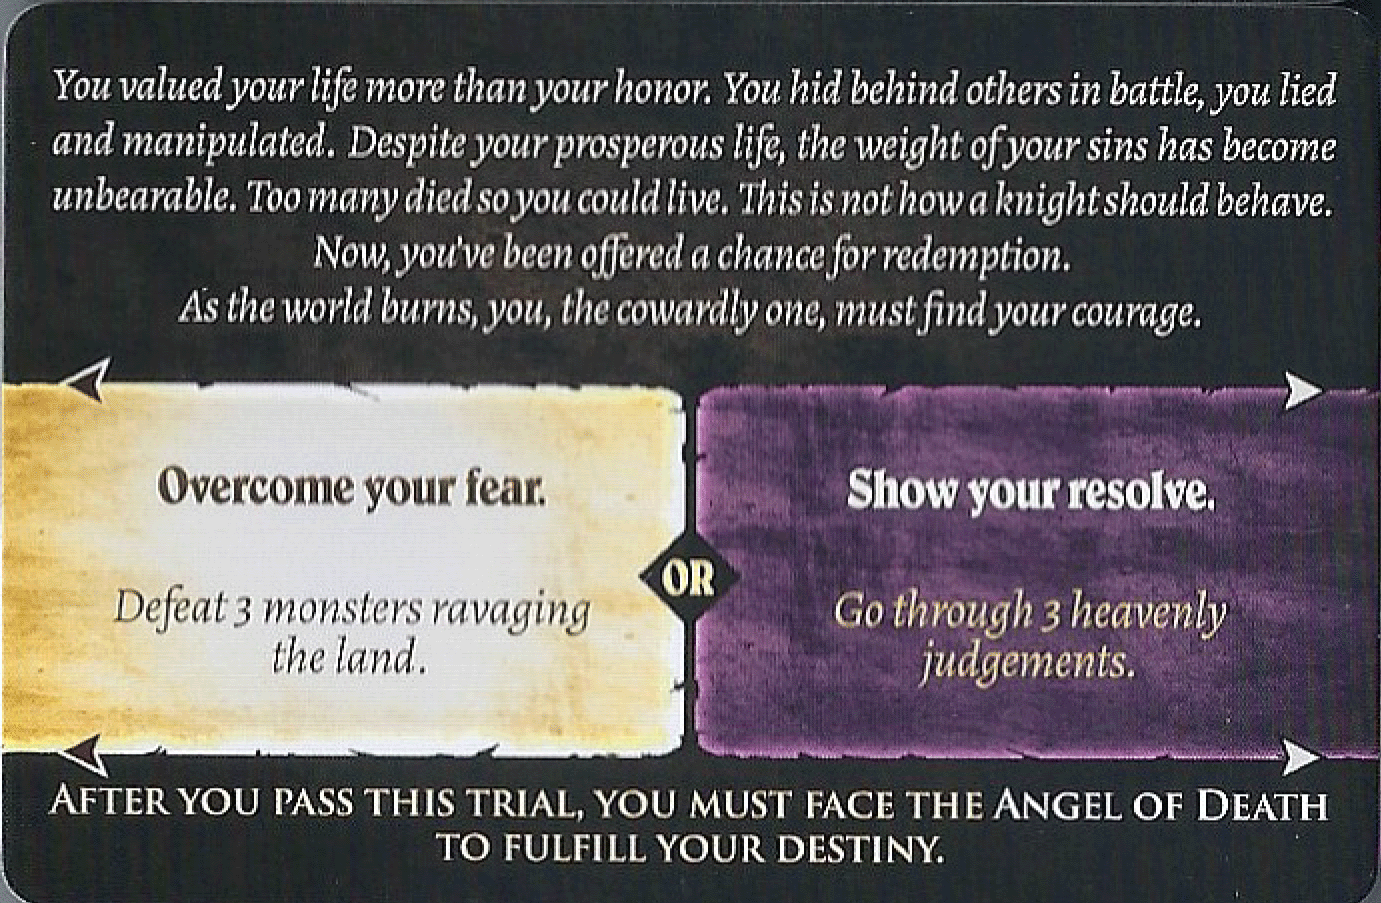 You valued your life more than your honor. You hid behind others in battle, you lied
and manipulated. Despite your prosperous life, the weight of your sins has become
unbearable. Too many died so you could live. This is not how a knight should behave.
Now, you've been offered a chance for redemption.
As the world burns, you, the cowardly one, must find your courage.
Overcome your fear.
Defeat 3 monsters ravaging
the land.
OR
Show your resolve.
Go through 3 heavenly
judgements.
AFTER YOU PASS THIS TRIAL, YOU MUST FACE THE ANGEL OF DEATH
TO FULFILL YOUR DESTINY.